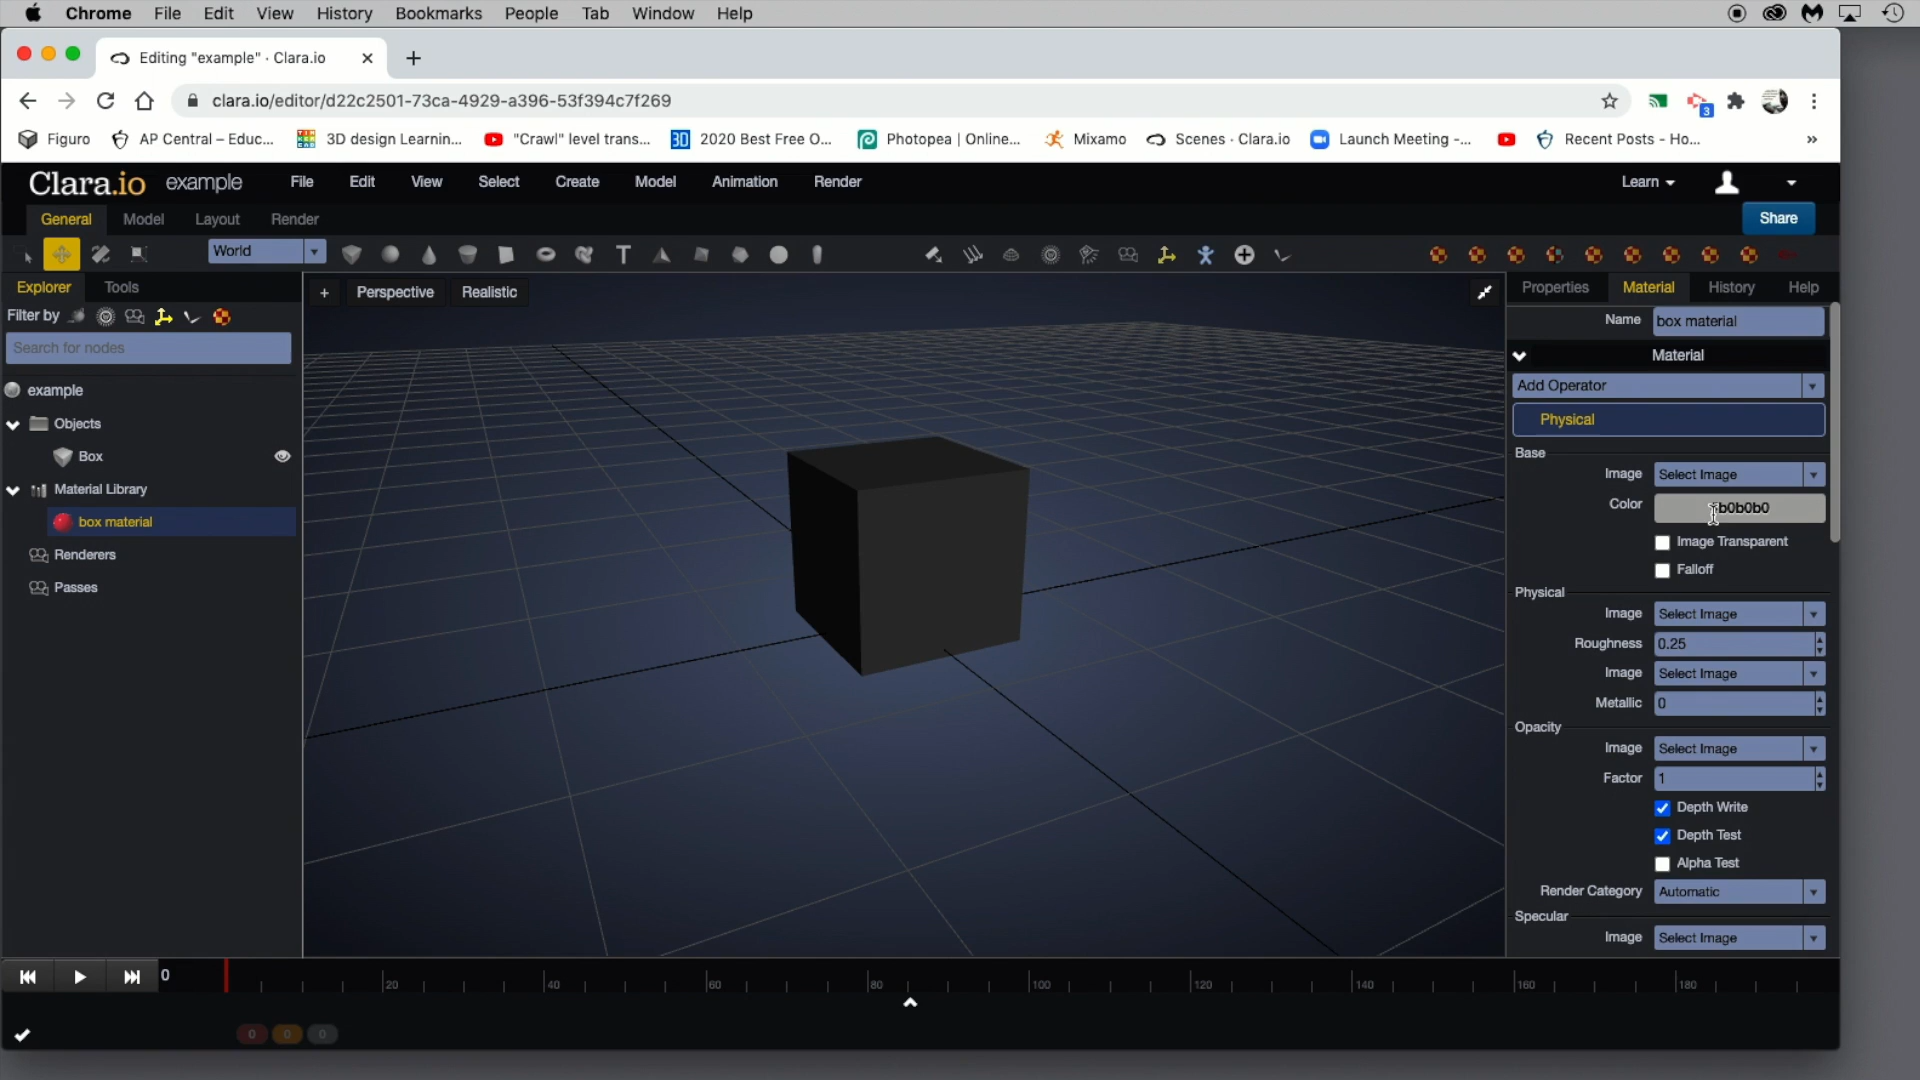 Chrome File Edit View History Bookmarks People Tab Window Help
Editing "example" · Clara.io
clara.io/editor/d22c2501-73ca-4929-a396-53f394c7f269
3
Figuro AP Central – Educ... 3D design Learnin... "Crawl" level trans... 3D 2020 Best Free O... Photopea | Online... Mixamo Scenes · Clara.io Launch Meeting -... Recent Posts - Ho... »
Clara.io example File Edit View Select Create Model Animation Render Learn
General Model Layout Render Share
World
Explorer Tools
+ Perspective Realistic
Properties Material History Help
Filter by
Name box material
Search for nodes
Material
example
Add Operator
Objects
Physical
Box
Base
Image Select Image
Material Library
Color b0b0b0
box material
Image Transparent
Renderers
Falloff
Passes
Physical
Image Select Image
Roughness 0.25
Image Select Image
Metallic 0
Opacity
Image Select Image
Factor 1
Depth Write
Depth Test
Alpha Test
Render Category Automatic
Specular
Image Select Image
0 20 40 60 80 100 120 140 160 180
0 0 0